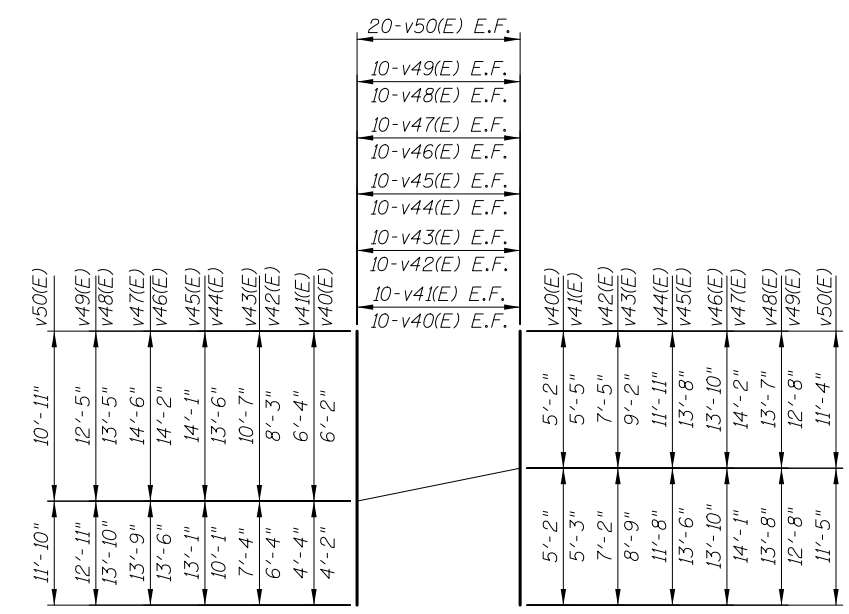 20-v50(E) E.F.
10-v49(E) E.F.
10-v48(E) E.F.
10-v47(E) E.F.
10-v46(E) E.F.
10-v45(E) E.F.
10-v44(E) E.F.
10-v43(E) E.F.
10-v42(E) E.F.
10-v41(E) E.F.
10-v40(E) E.F.
v50(E)
v49(E)
v48(E)
v47(E)
v46(E)
v45(E)
v44(E)
v43(E)
v42(E)
v41(E)
v40(E)
10'-11"
12'-5"
13'-5"
14'-6"
14'-2"
14'-1"
13'-6"
10'-7"
8'-3"
6'-4"
6'-2"
11'-10"
12'-11"
13'-10"
13'-9"
13'-6"
13'-1"
10'-1"
7'-4"
6'-4"
4'-4"
4'-2"
v40(E)
v41(E)
v42(E)
v43(E)
v44(E)
v45(E)
v46(E)
v47(E)
v48(E)
v49(E)
v50(E)
5'-2"
5'-5"
7'-5"
9'-2"
11'-11"
13'-8"
13'-10"
14'-2"
13'-7"
12'-8"
11'-4"
5'-2"
5'-3"
7'-2"
8'-9"
11'-8"
13'-6"
13'-10"
14'-1"
13'-8"
12'-8"
11'-5"